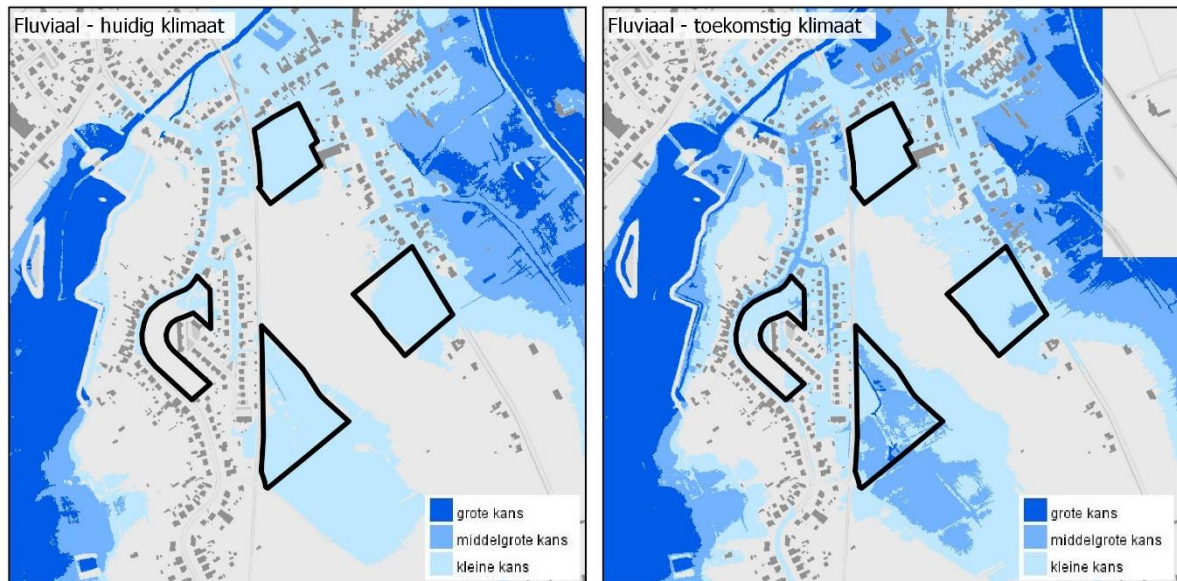 Fluviaal - huidig klimaat
grote kans
middelgrote kans
kleine kans
Fluviaal - toekomstig klimaat
grote kans
middelgrote kans
kleine kans